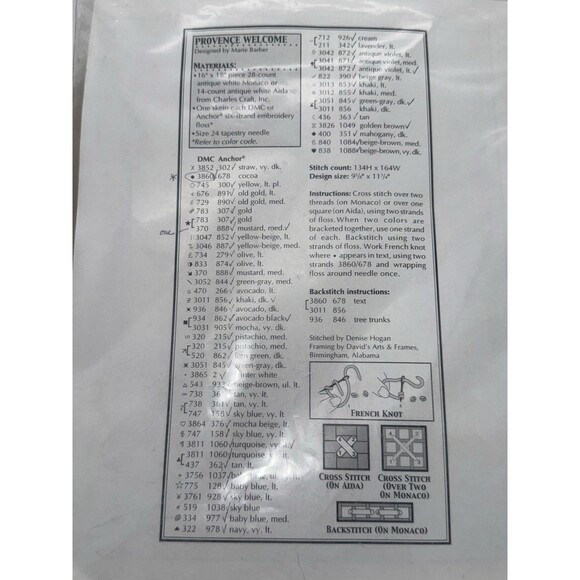 PROVENCE WELCOME
Designed by Marie Barber
MATERIALS:
•16" x 18" piece 28-count
antique white Monaco or
14-count antique white Aida
from Charles Craft, Inc.
•One skein each DMC or
Anchor® six-strand embroidery
floss*
•Size 24 tapestry needle
*Refer to color code.
DMC Anchor®
3852 302 straw, vy. dk.
3860 678 cocoa
745 300 yellow, lt. pl.
676 891 old gold, lt.
729 890 old gold, med.
783 307 gold
783 307 gold
one
370 888 mustard, med.
3047 852 yellow-beige, lt.
3046 887 yellow-beige, med.
734 279 olive, lt.
833 874 olive, lt.
370 888 mustard, med.
3052 844 green-gray, med.
470 266 avocado, lt.
3011 856 khaki, dk.
936 846 avocado, dk.
934 862 avocado black
3031 905 mocha, vy. dk.
320 215 pistachio, med.
320 215 pistachio, med.
520 862 fern green, dk.
3051 845 green-gray, dk.
3865 2 winter white
543 933 beige-brown, ul. lt.
738 361 tan, vy. lt.
738 361 tan, vy. lt.
747 158 sky blue, vy. lt.
3864 376 mocha beige, lt.
747 158 sky blue, vy. lt.
3811 1060 turquoise, vy. lt.
3811 1060 turquoise, vy. lt.
437 362 tan, lt.
3756 1037 baby blue, ul. lt.
775 128 baby blue, lt.
3761 928 sky blue, lt.
519 1038 sky blue
334 977 baby blue, med.
322 978 navy, vy. lt.
712 926 cream
211 342 lavender, lt.
3042 872 antique violet, lt.
3041 871 antique violet, med.
3042 872 antique violet, lt.
822 390 beige gray, lt.
3013 853 khaki, lt.
3012 855 khaki, med.
3051 845 green-gray, dk.
3011 856 khaki, dk.
436 363 tan
3826 1049 golden brown
400 351 mahogany, dk.
840 1084 beige-brown, med.
838 1088 beige-brown, vy. dk.
Stitch count: 134H x 164W
Design size: 9⅝" x 11¾"
Instructions: Cross stitch over two
threads (on Monaco) or over one
square (on Aida), using two strands
of floss. When two colors are
bracketed together, use one strand
of each. Backstitch using two
strands of floss. Work French knot
where • appears in text, using two
strands 3860/678 and wrapping
floss around needle once.
Backstitch instructions:
3860 678 text
3011 856
936 846 tree trunks
Stitched by Denise Hogan
Framing by David's Arts & Frames,
Birmingham, Alabama
FRENCH KNOT
CROSS STITCH
(ON AIDA)
CROSS STITCH
(OVER TWO
ON MONACO)
BACKSTITCH (ON MONACO)